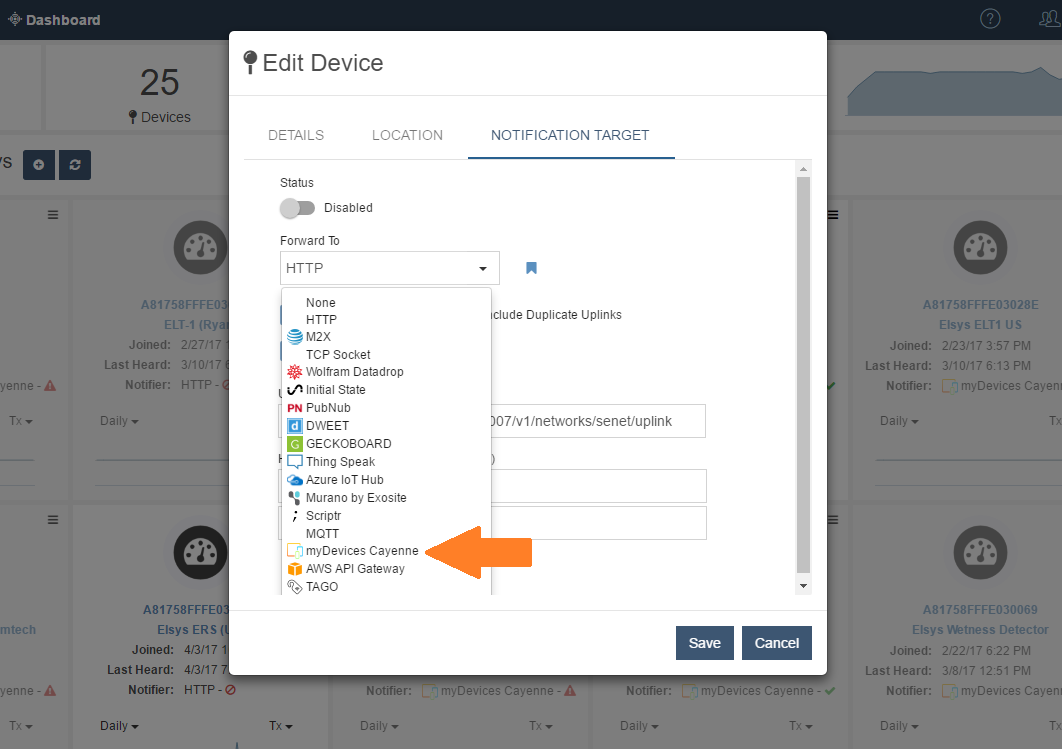 Dashboard
?
25
Devices
Edit Device
DETAILS
LOCATION
NOTIFICATION TARGET
Status
Disabled
Forward To
HTTP
None
HTTP
M2X
TCP Socket
Wolfram Datadrop
Initial State
PN PubNub
d DWEET
G GECKOBOARD
Thing Speak
Azure IoT Hub
Murano by Exosite
Scriptr
MQTT
myDevices Cayenne
AWS API Gateway
TAGO
nclude Duplicate Uplinks
007/v1/networks/senet/uplink
)
Save
Cancel
A81758FFFE03
ELT-1 (Ryan
Joined: 2/27/17 1
Last Heard: 3/10/17 6
Notifier: HTTP -
Daily
A81758FFFE03028E
Elsys ELT1 US
Joined: 2/23/17 3:57 PM
Last Heard: 3/10/17 6:13 PM
Notifier: myDevices Cayenne
Daily
Tx
yenne -
Tx
mtech
yenne -
Tx
A81758FFFE03
Elsys ERS (U
Joined: 4/3/17 1
Last Heard: 4/3/17 7
Notifier: HTTP -
Daily
Tx
Notifier: myDevices Cayenne -
Daily
Tx
Notifier: myDevices Cayenne -
Daily
Tx
A81758FFFE030069
Elsys Wetness Detector
Joined: 2/22/17 6:22 PM
Last Heard: 3/8/17 12:51 PM
Notifier: myDevices Cayenne
Daily
Tx